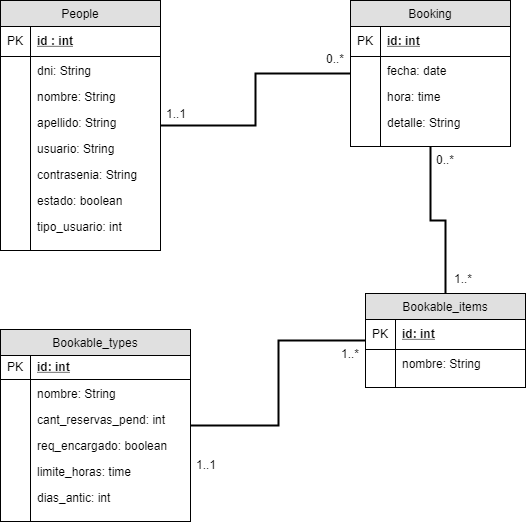 People
PK id : int
dni: String
nombre: String
apellido: String
usuario: String
contrasenia: String
estado: boolean
tipo_usuario: int
1..1
Booking
PK id: int
fecha: date
hora: time
detalle: String
0..*
0..*
1..*
Bookable_items
PK id: int
nombre: String
1..*
Bookable_types
PK id: int
nombre: String
cant_reservas_pend: int
req_encargado: boolean
limite_horas: time
dias_antic: int
1..1